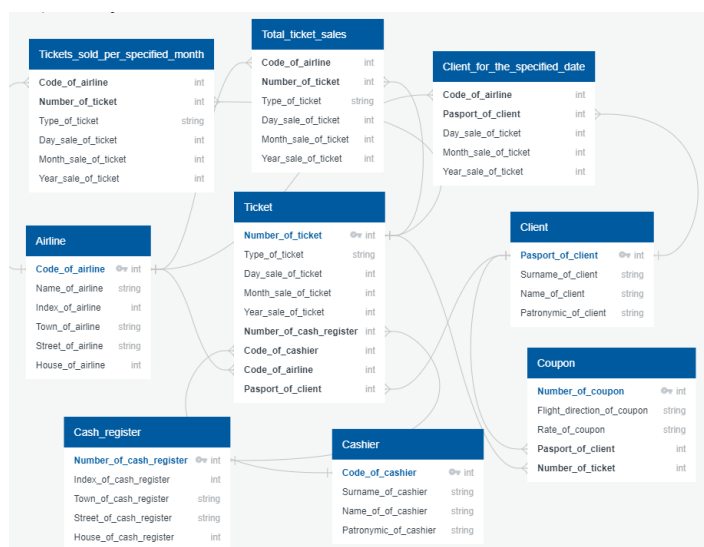 Tickets_sold_per_specified_month
Code_of_airline int
Number_of_ticket int
Type_of_ticket string
Day_sale_of_ticket int
Month_sale_of_ticket int
Year_sale_of_ticket int
Total_ticket_sales
Code_of_airline int
Number_of_ticket int
Type_of_ticket string
Day_sale_of_ticket int
Month_sale_of_ticket int
Year_sale_of_ticket int
Client_for_the_specified_date
Code_of_airline int
Pasport_of_client int
Day_sale_of_ticket int
Month_sale_of_ticket int
Year_sale_of_ticket int
Airline
Code_of_airline int
Name_of_airline string
Index_of_airline int
Town_of_airline string
Street_of_airline string
House_of_airline int
Ticket
Number_of_ticket int
Type_of_ticket string
Day_sale_of_ticket int
Month_sale_of_ticket int
Year_sale_of_ticket int
Number_of_cash_register int
Code_of_cashier int
Code_of_airline int
Pasport_of_client int
Client
Pasport_of_client int
Surname_of_client string
Name_of_client string
Patronymic_of_client string
Coupon
Number_of_coupon int
Flight_direction_of_coupon string
Rate_of_coupon string
Pasport_of_client int
Number_of_ticket int
Cash_register
Number_of_cash_register int
Index_of_cash_register int
Town_of_cash_register string
Street_of_cash_register string
House_of_cash_register int
Cashier
Code_of_cashier int
Surname_of_cashier string
Name_of_cashier string
Patronymic_of_cashier string